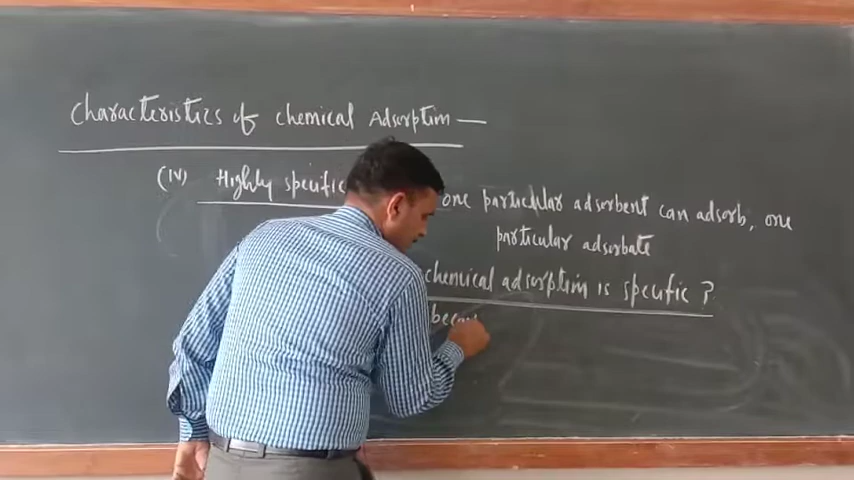 Characteristics of chemical Adsorption —
(IV) Highly specific one particular adsorbent can adsorb, one
particular adsorbate
chemical adsorption is specific ?